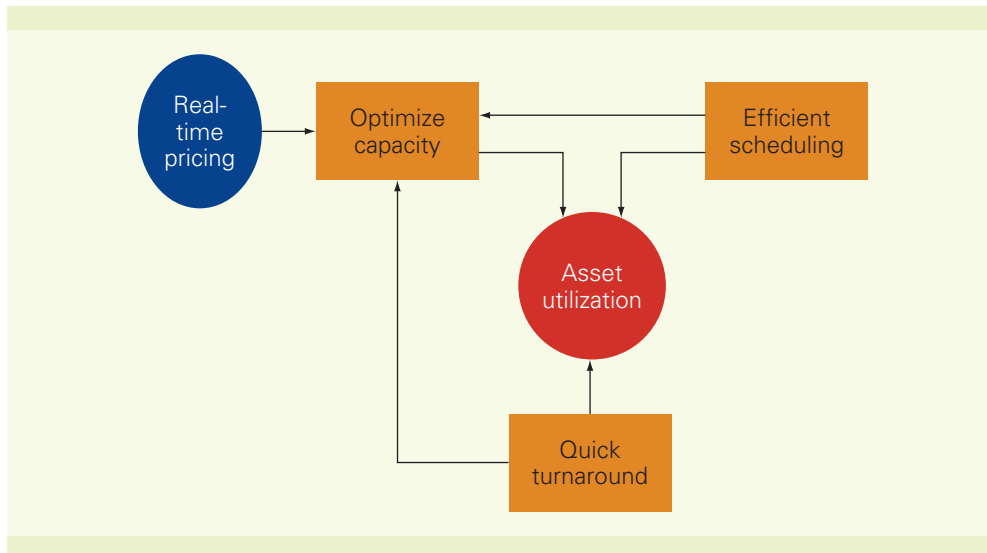 Real-
time
pricing
Optimize
capacity
Efficient
scheduling
Asset
utilization
Quick
turnaround